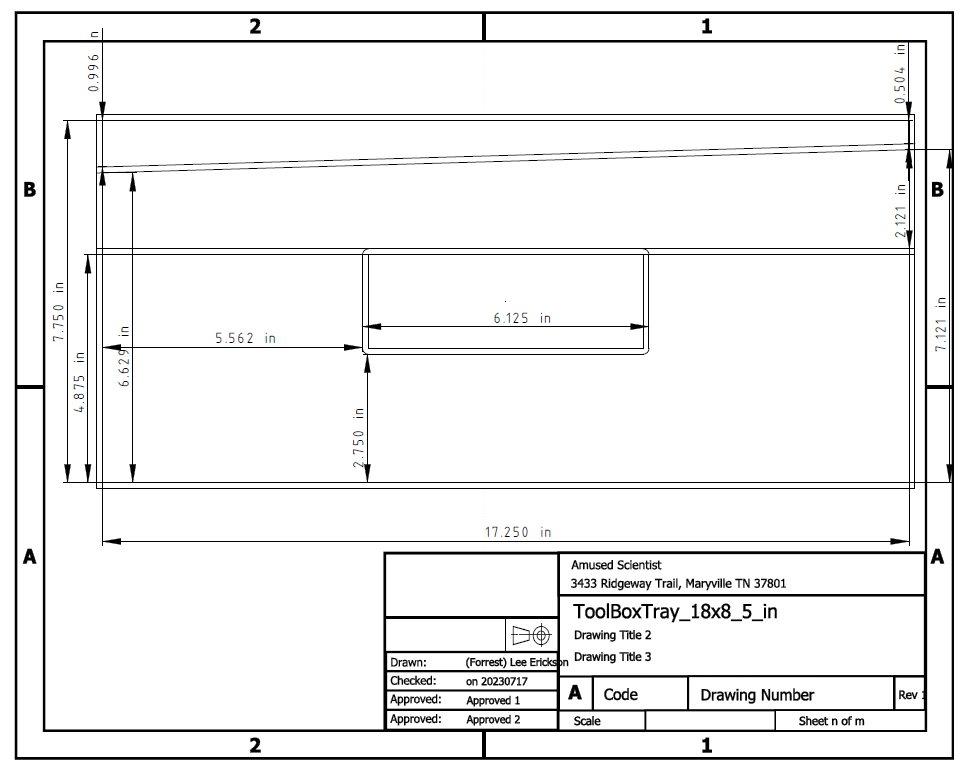 2 1
0.996 in
0.504 in
B B
2.121 in
7.750 in
6.125 in
7.121 in
5.562 in
6.629 in
4.875 in
2.750 in
17.250 in
A A
Amused Scientist
3433 Ridgeway Trail, Maryville TN 37801
ToolBoxTray_18x8_5_in
Drawing Title 2
Drawing Title 3
Drawn: (Forrest) Lee Erickson
Checked: on 20230717
Approved: Approved 1
Approved: Approved 2
A Code Drawing Number Rev 1
Scale Sheet n of m
2 1